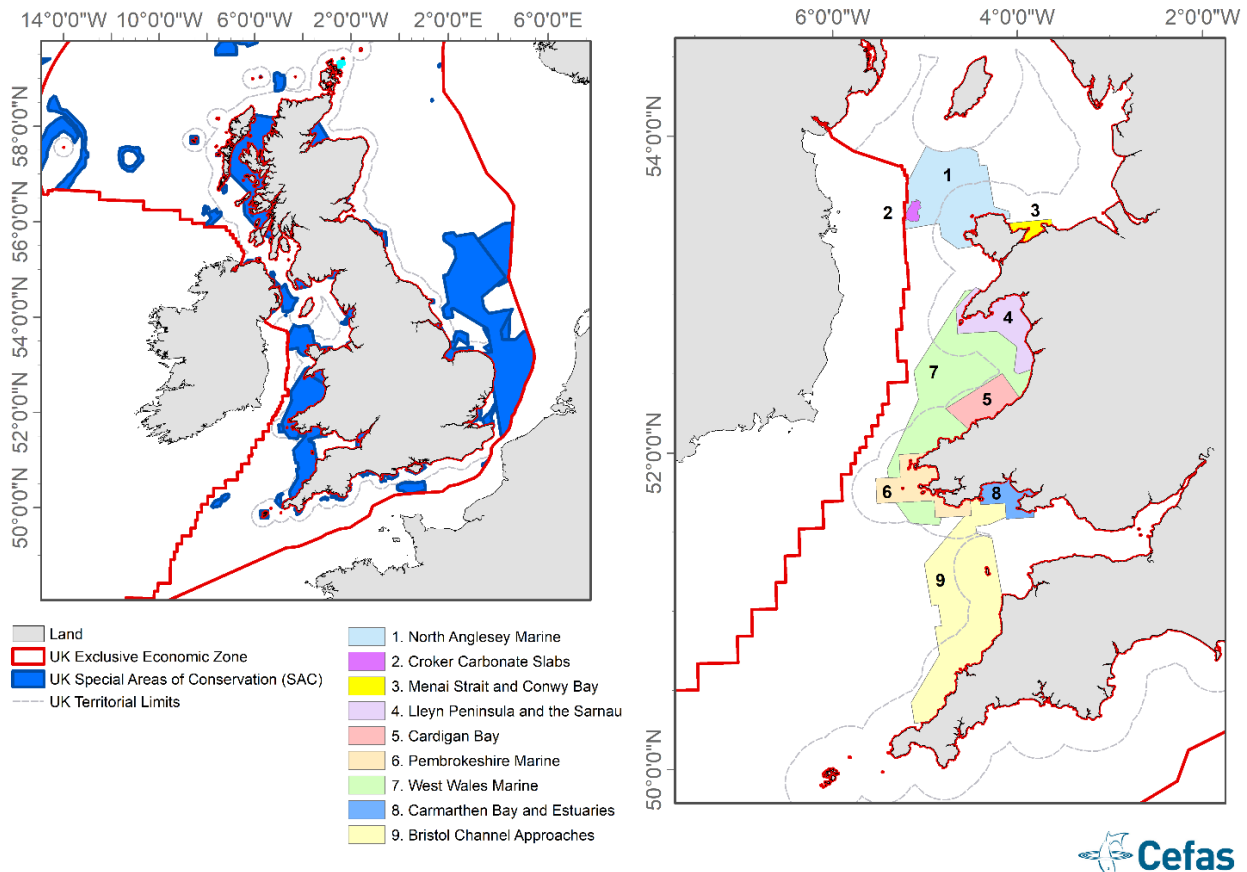 14°0'0"W 10°0'0"W 6°0'0"W 2°0'0"W 2°0'0"E 6°0'0"E
58°0'0"N
56°0'0"N
54°0'0"N
52°0'0"N
50°0'0"N
6°0'0"W 4°0'0"W 2°0'0"W
54°0'0"N
52°0'0"N
50°0'0"N
1
2
3
4
7
5
6
8
9
Land
UK Exclusive Economic Zone
UK Special Areas of Conservation (SAC)
UK Territorial Limits
1. North Anglesey Marine
2. Croker Carbonate Slabs
3. Menai Strait and Conwy Bay
4. Lleyn Peninsula and the Sarnau
5. Cardigan Bay
6. Pembrokeshire Marine
7. West Wales Marine
8. Carmarthen Bay and Estuaries
9. Bristol Channel Approaches
Cefas